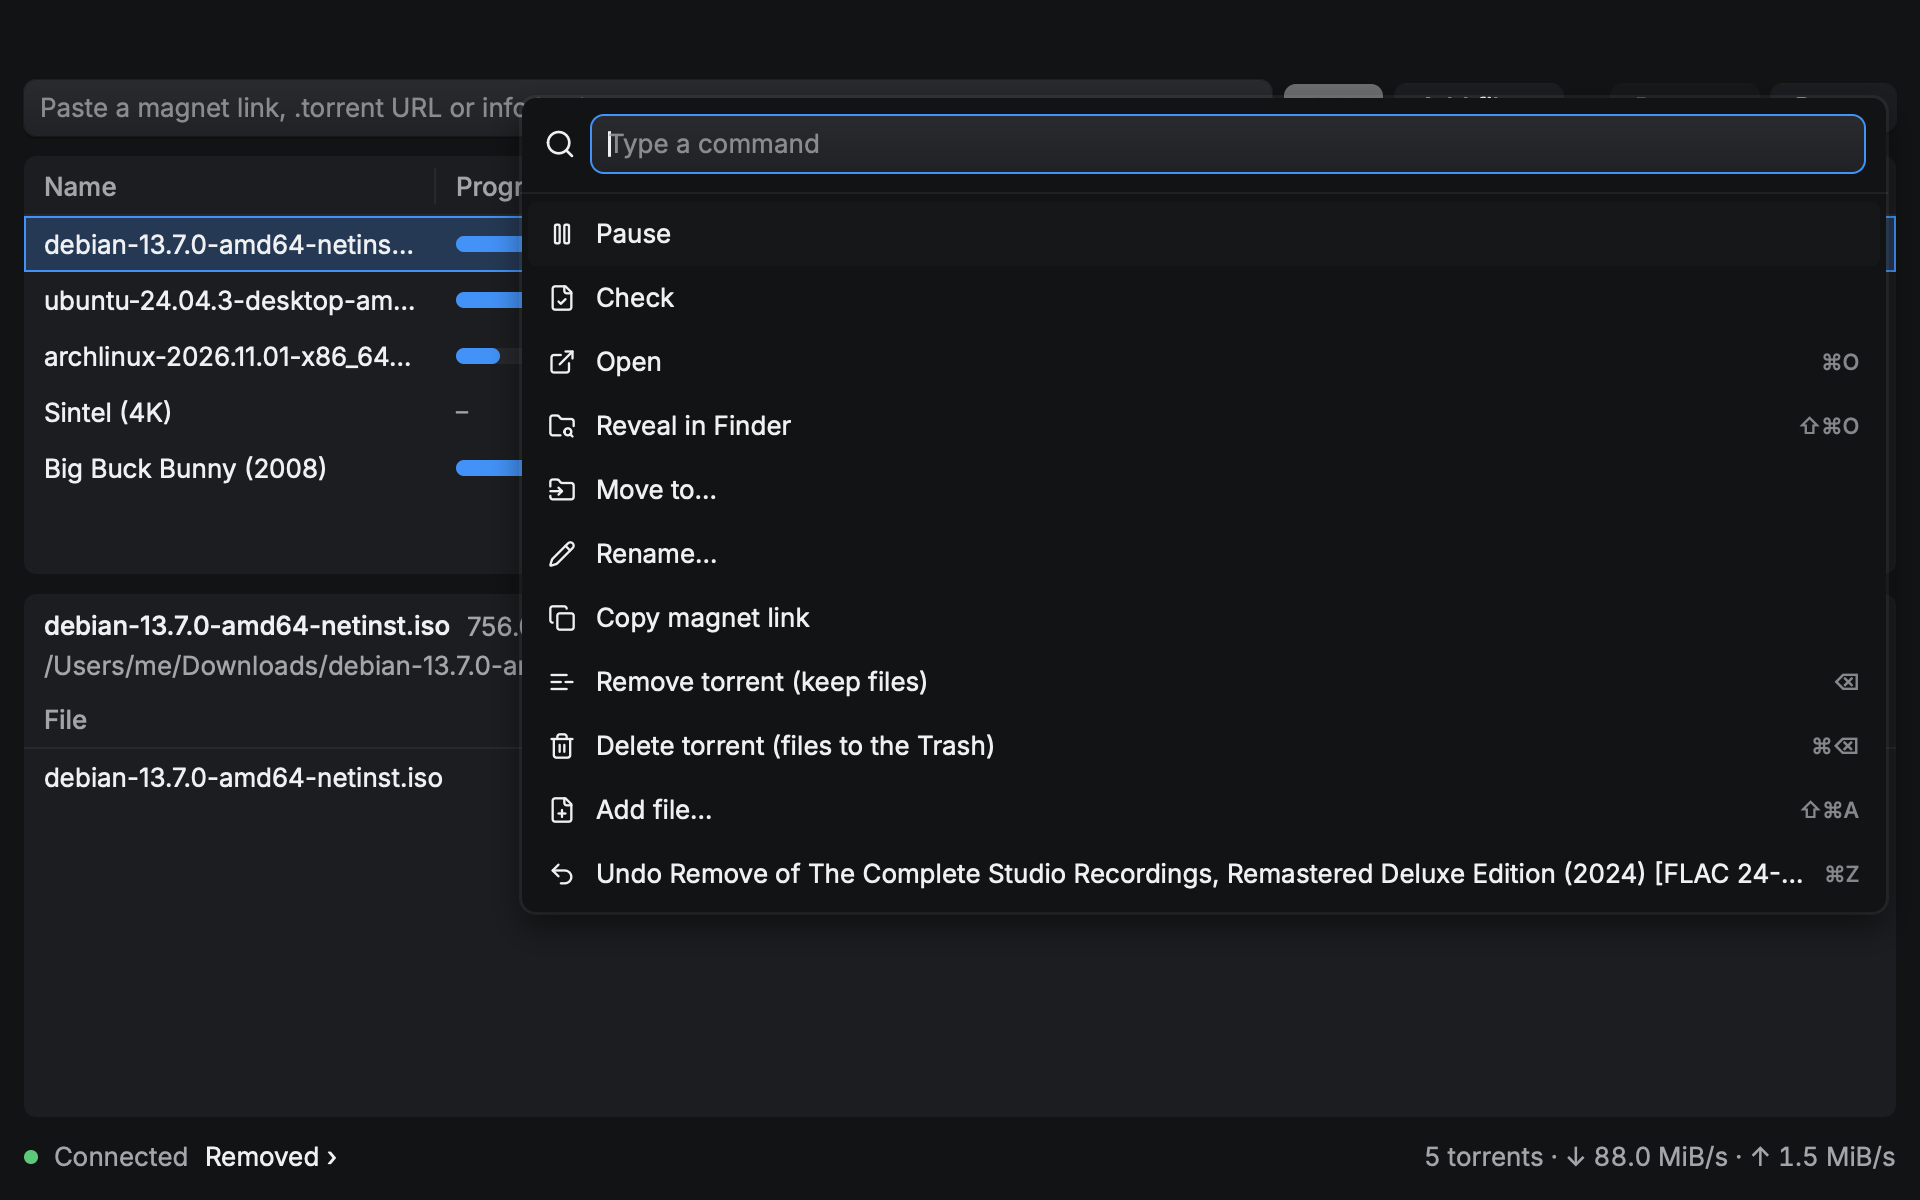 Paste a magnet link, .torrent URL or info
Type a command
Name
Progr
debian-13.7.0-amd64-netins...
ubuntu-24.04.3-desktop-am...
archlinux-2026.11.01-x86_64...
Sintel (4K) –
Big Buck Bunny (2008)
Pause
Check
Open ⌘O
Reveal in Finder ⇧⌘O
Move to...
Rename...
Copy magnet link
Remove torrent (keep files) ⌫
Delete torrent (files to the Trash) ⌘⌫
Add file... ⇧⌘A
Undo Remove of The Complete Studio Recordings, Remastered Deluxe Edition (2024) [FLAC 24-... ⌘Z
debian-13.7.0-amd64-netinst.iso 756.
/Users/me/Downloads/debian-13.7.0-a
File
debian-13.7.0-amd64-netinst.iso
Connected Removed ›
5 torrents · ↓ 88.0 MiB/s · ↑ 1.5 MiB/s